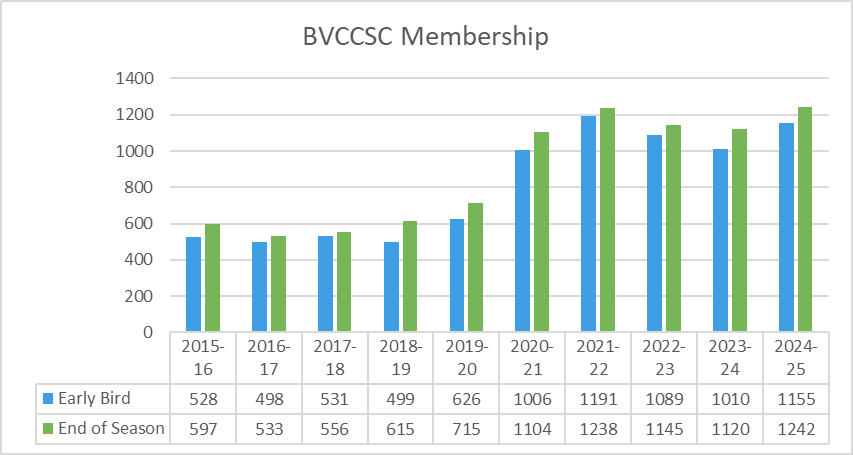 BVCCSC Membership
1400
1200
1000
800
600
400
200
0
2015- 2016- 2017- 2018- 2019- 2020- 2021- 2022- 2023- 2024-
16 17 18 19 20 21 22 23 24 25
Early Bird 528 498 531 499 626 1006 1191 1089 1010 1155
End of Season 597 533 556 615 715 1104 1238 1145 1120 1242